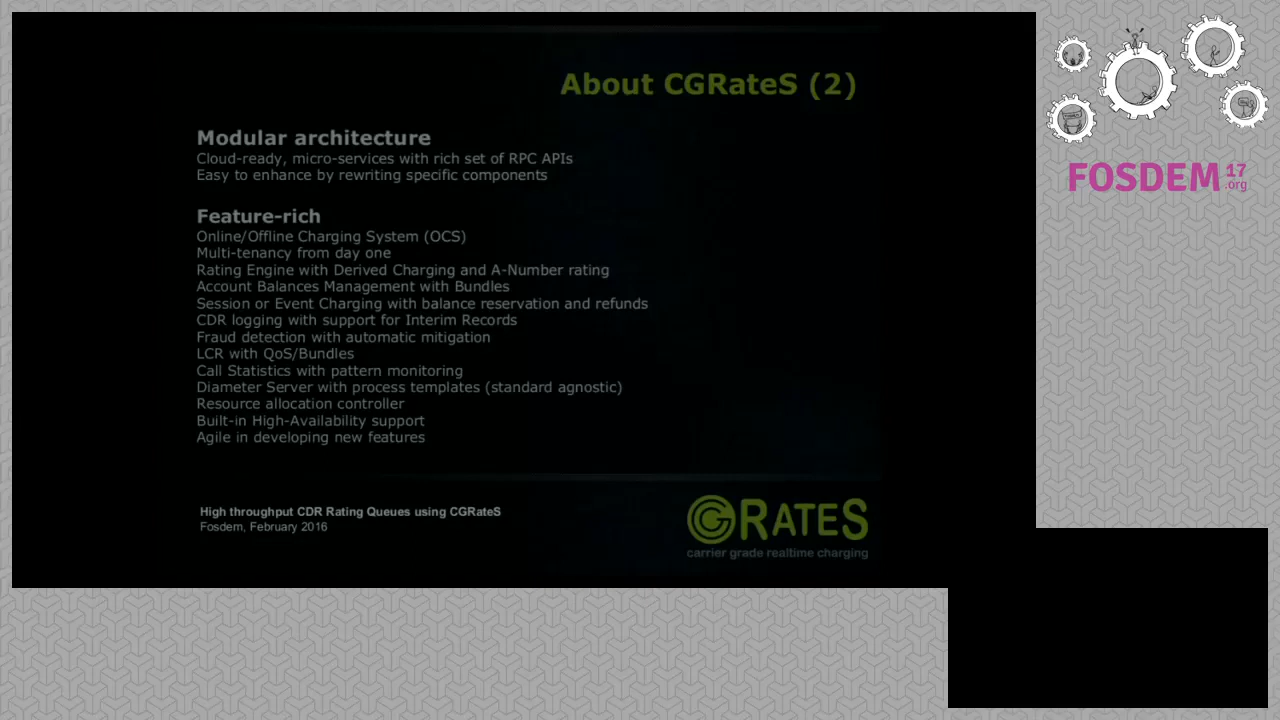 About CGRateS (2)
Modular architecture
Cloud-ready, micro-services with rich set of RPC APIs
Easy to enhance by rewriting specific components
Feature-rich
Online/Offline Charging System (OCS)
Multi-tenancy from day one
Rating Engine with Derived Charging and A-Number rating
Account Balances Management with Bundles
Session or Event Charging with balance reservation and refunds
CDR logging with support for Interim Records
Fraud detection with automatic mitigation
LCR with QoS/Bundles
Call Statistics with pattern monitoring
Diameter Server with process templates (standard agnostic)
Resource allocation controller
Built-in High-Availability support
Agile in developing new features
High throughput CDR Rating Queues using CGRateS
Fosdem, February 2016
CGRATES
carrier grade realtime charging
FOSDEM 17
.org